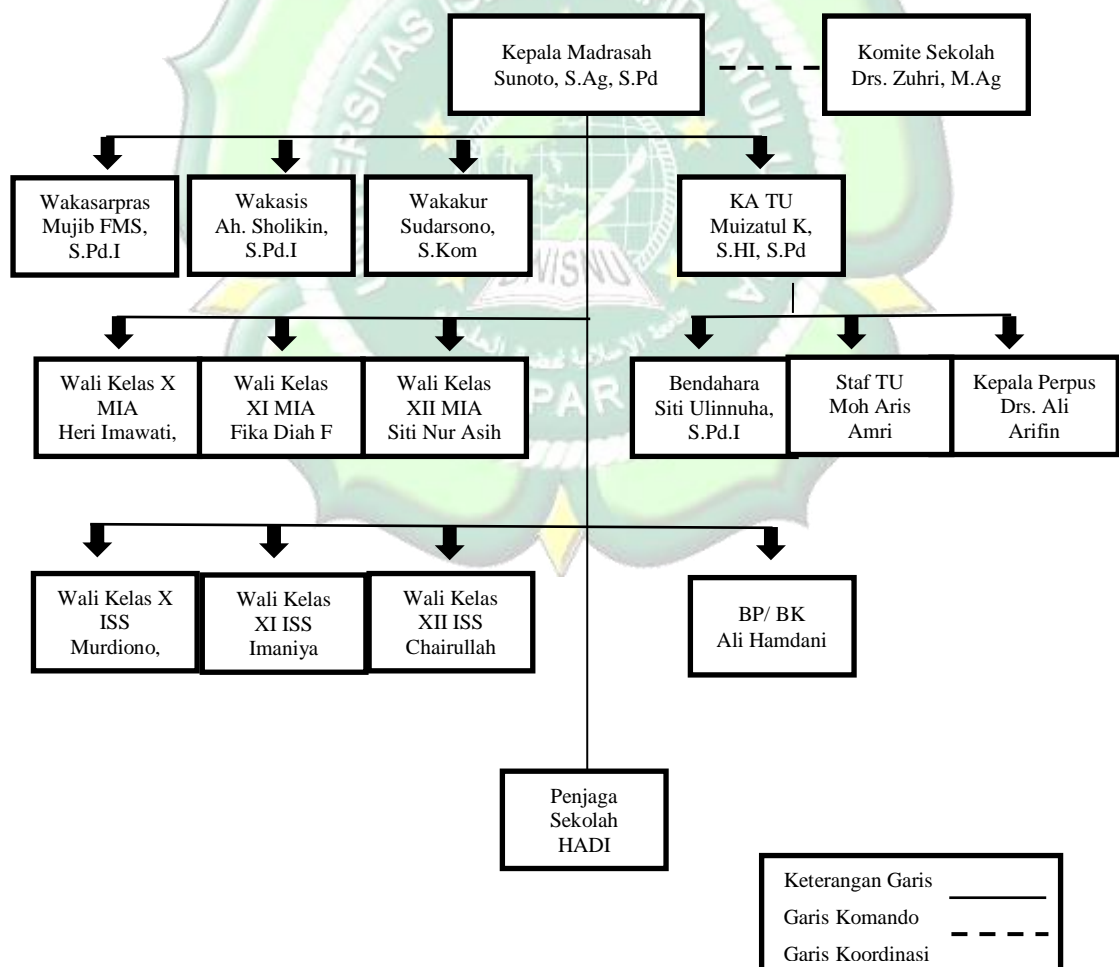 Kepala Madrasah
Sunoto, S.Ag, S.Pd
Komite Sekolah
Drs. Zuhri, M.Ag
Wakasarpras
Mujib FMS,
S.Pd.I
Wakasis
Ah. Sholikin,
S.Pd.I
Wakakur
Sudarsono,
S.Kom
KA TU
Muizatul K,
S.HI, S.Pd
UNISNU
Wali Kelas X
MIA
Heri Imawati,
Wali Kelas
XI MIA
Fika Diah F
Wali Kelas
XII MIA
Siti Nur Asih
Bendahara
Siti Ulinnuha,
S.Pd.I
Staf TU
Moh Aris
Amri
Kepala Perpus
Drs. Ali
Arifin
Wali Kelas X
ISS
Murdiono,
Wali Kelas
XI ISS
Imaniya
Wali Kelas
XII ISS
Chairullah
BP/ BK
Ali Hamdani
Penjaga
Sekolah
HADI
Keterangan Garis
Garis Komando
Garis Koordinasi